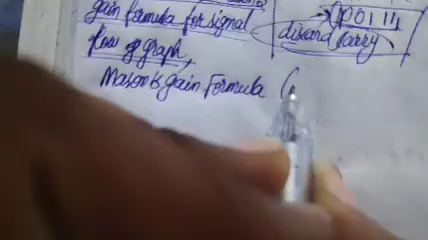 gain formula for signal
flow of graph,
Mason's gain Formula (
discard carry